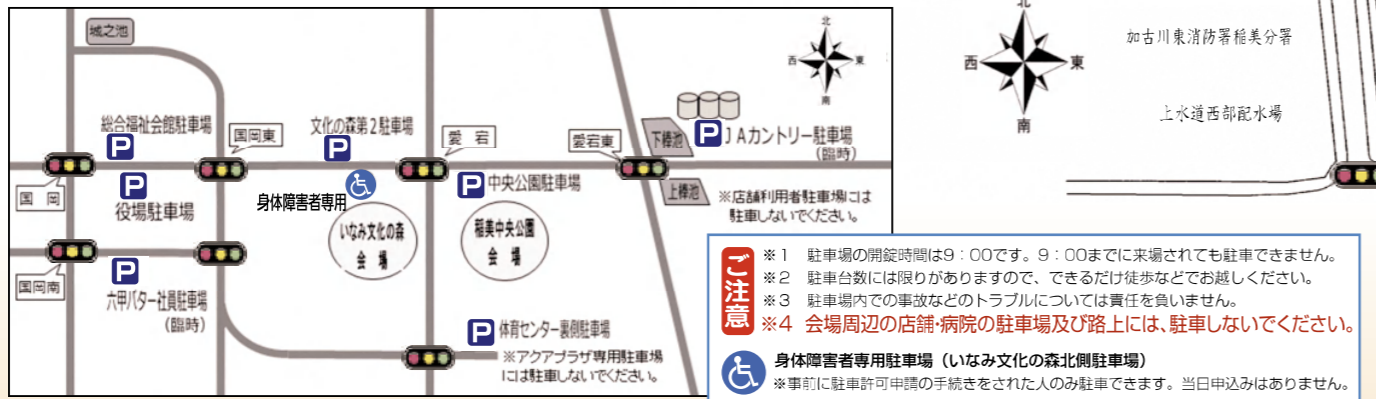 城之池
北
西
東
南
総合福祉会館駐車場
P
国岡東
文化の森第2駐車場
P
愛宕
愛宕東
下棒池
P JAカントリー駐車場
(臨時)
国岡
P
役場駐車場
身体障害者専用
P 中央公園駐車場
上棒池
※店舗利用者駐車場には
駐車しないでください。
いなみ文化の森
会場
稲美中央公園
会場
国岡南
P
六甲バター社員駐車場
(臨時)
P 体育センター裏側駐車場
※アクアプラザ専用駐車場
には駐車しないでください。
北
西
東
南
加古川東消防署稲美分署
上水道西部配水場
ご注意
※1 駐車場の開錠時間は9:00です。9:00までに来場されても駐車できません。
※2 駐車台数には限りがありますので、できるだけ徒歩などでお越しください。
※3 駐車場内での事故などのトラブルについては責任を負いません。
※4 会場周辺の店舗・病院の駐車場及び路上には、駐車しないでください。
身体障害者専用駐車場(いなみ文化の森北側駐車場)
※事前に駐車許可申請の手続きをされた人のみ駐車できます。当日申込みはありません。